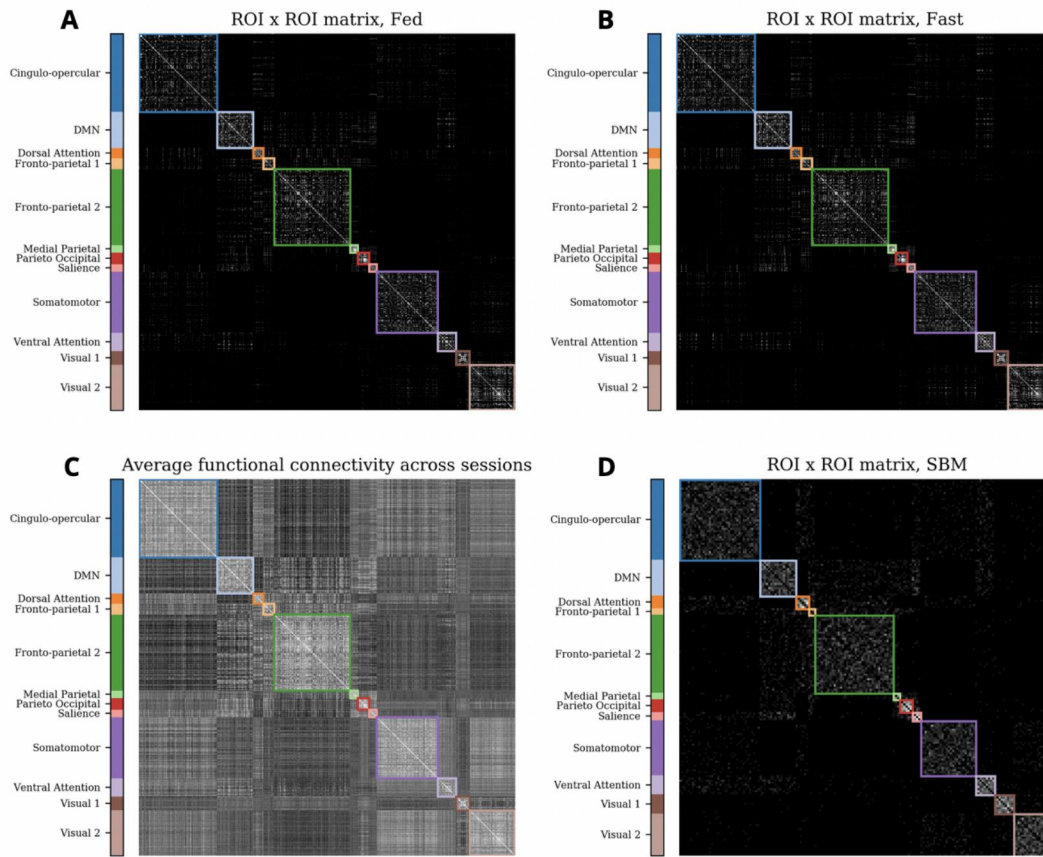 A
ROI x ROI matrix, Fed
Cingulo-opercular
DMN
Dorsal Attention
Fronto-parietal 1
Fronto-parietal 2
Medial Parietal
Parieto Occipital
Salience
Somatomotor
Ventral Attention
Visual 1
Visual 2
B
ROI x ROI matrix, Fast
Cingulo-opercular
DMN
Dorsal Attention
Fronto-parietal 1
Fronto-parietal 2
Medial Parietal
Parieto Occipital
Salience
Somatomotor
Ventral Attention
Visual 1
Visual 2
C
Average functional connectivity across sessions
Cingulo-opercular
DMN
Dorsal Attention
Fronto-parietal 1
Fronto-parietal 2
Medial Parietal
Parieto Occipital
Salience
Somatomotor
Ventral Attention
Visual 1
Visual 2
D
ROI x ROI matrix, SBM
Cingulo-opercular
DMN
Dorsal Attention
Fronto-parietal 1
Fronto-parietal 2
Medial Parietal
Parieto Occipital
Salience
Somatomotor
Ventral Attention
Visual 1
Visual 2